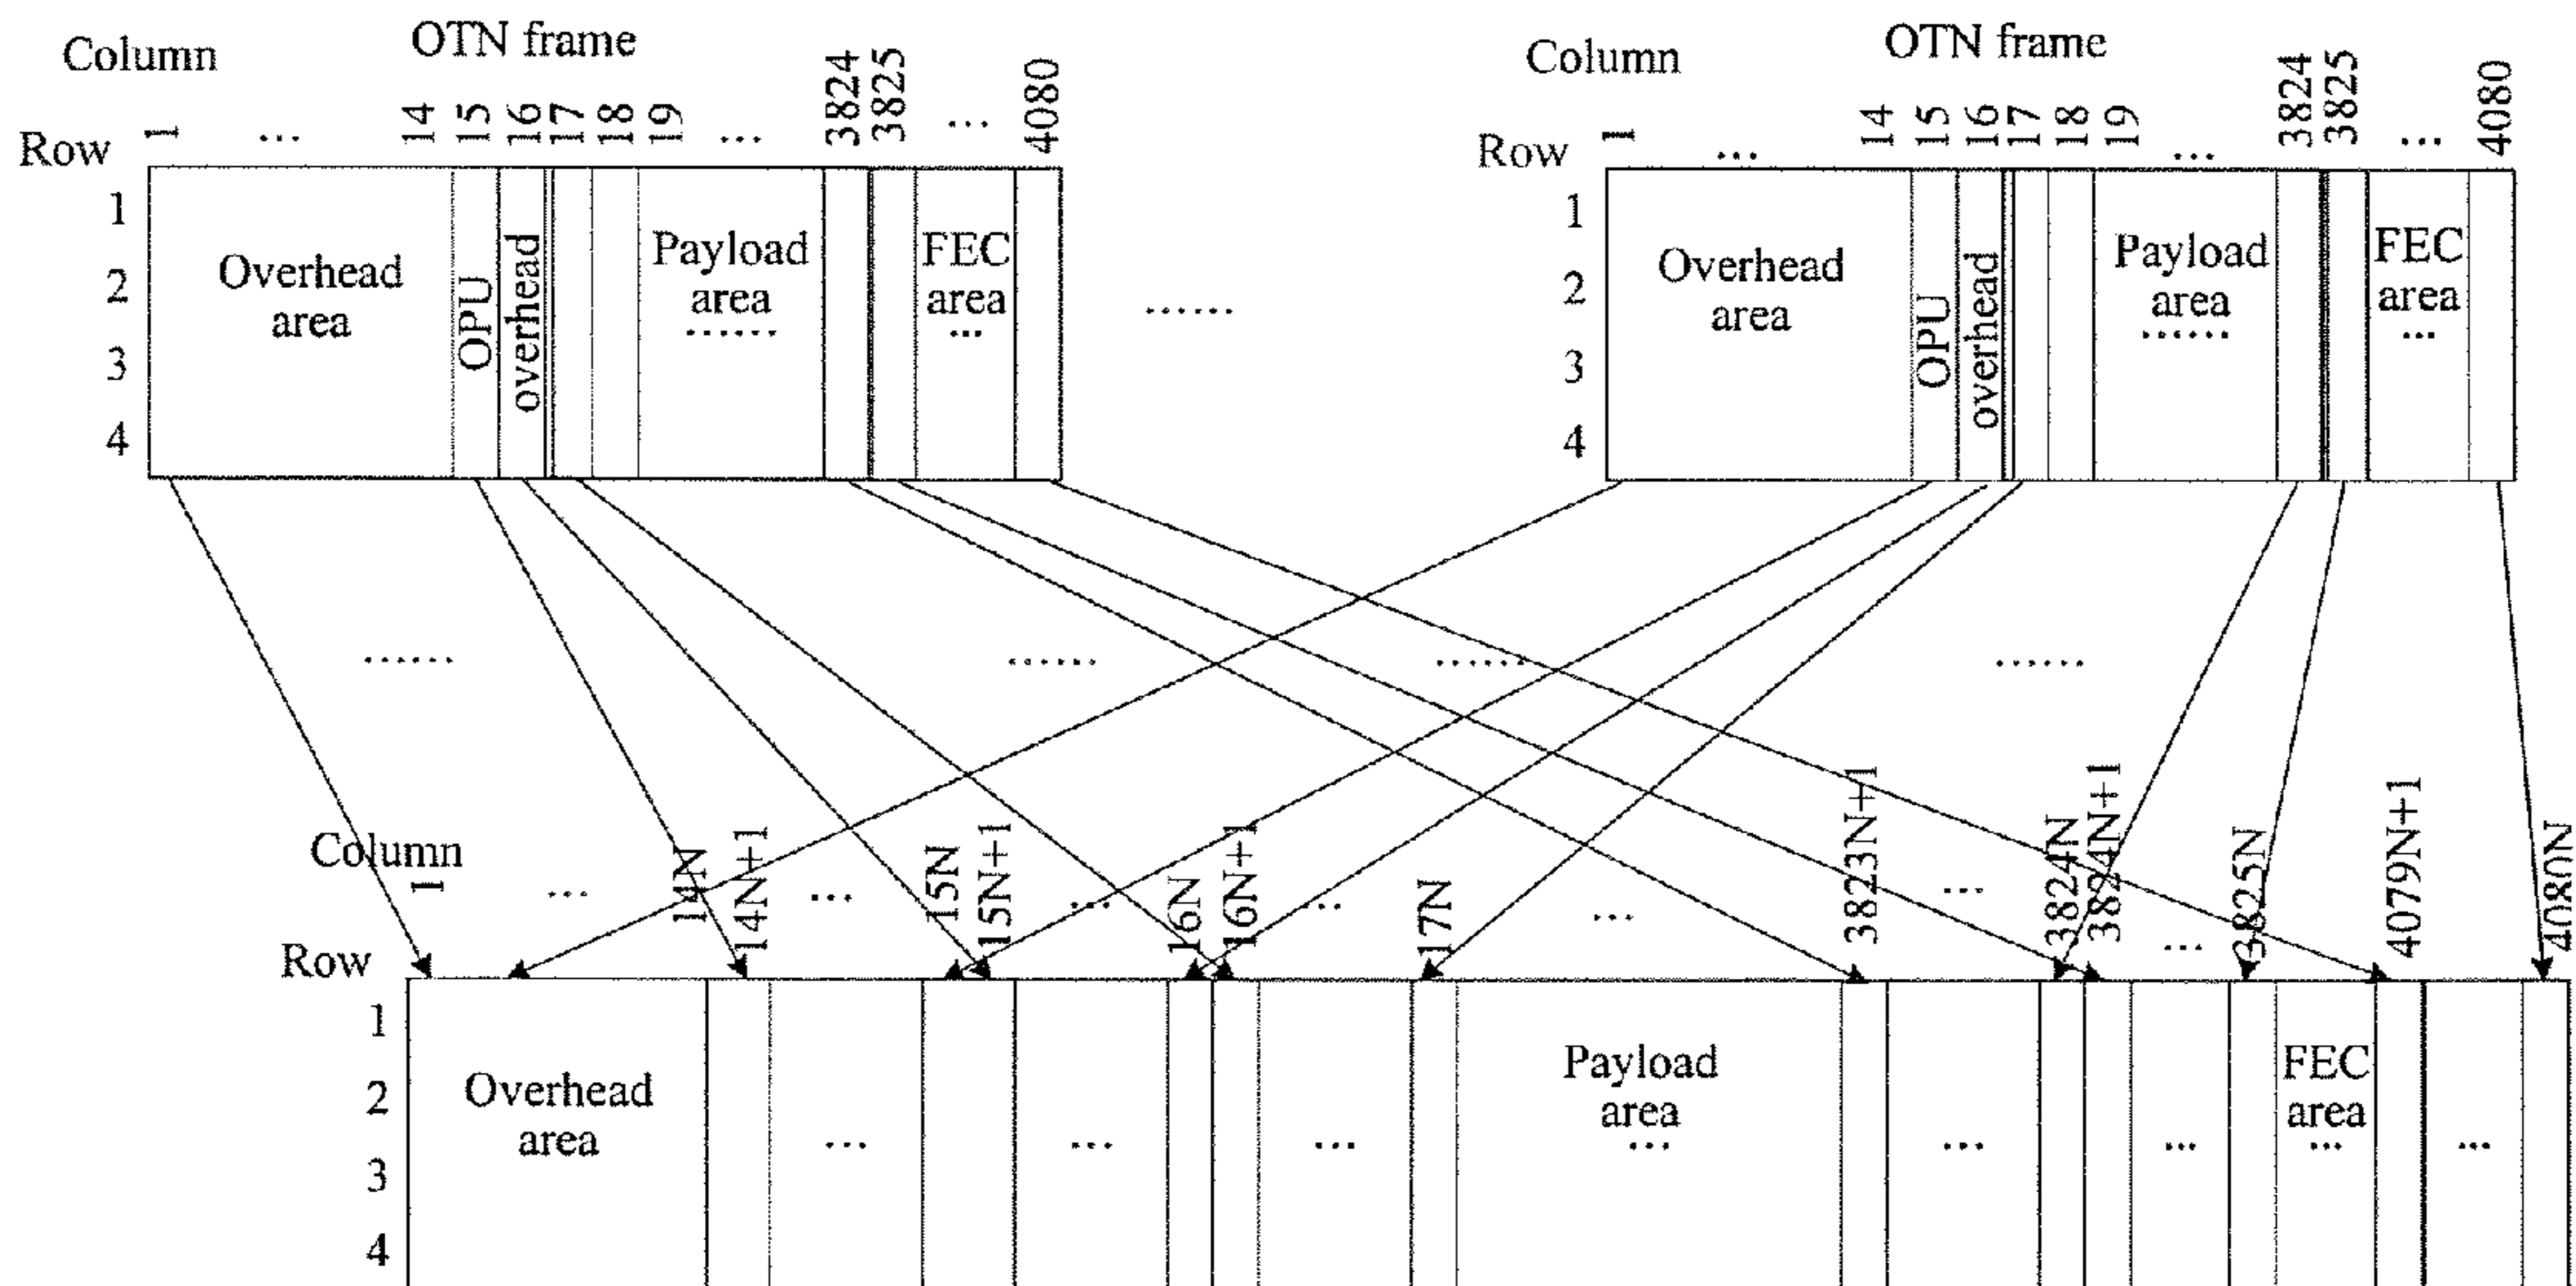 Column OTN frame
Row 1 ... 14 15 16 17 18 19 ... 3824 3825 ... 4080
1
2
3
4
Overhead area
OPU overhead
Payload area
......
FEC area
...
......
Column OTN frame
Row 1 ... 14 15 16 17 18 19 ... 3824 3825 ... 4080
1
2
3
4
Overhead area
OPU overhead
Payload area
......
FEC area
...
...... ...... ...... ......
Column
Row 1 ... 14N 14N+1 ... 15N 15N+1 ... 16N 16N+1 ... 17N ... 3823N+1 ... 3824N 3824N+1 ... 3825N 4079N+1 4080N
1
2
3
4
Overhead area
... ... ...
Payload area
...
... ...
FEC area
...
...